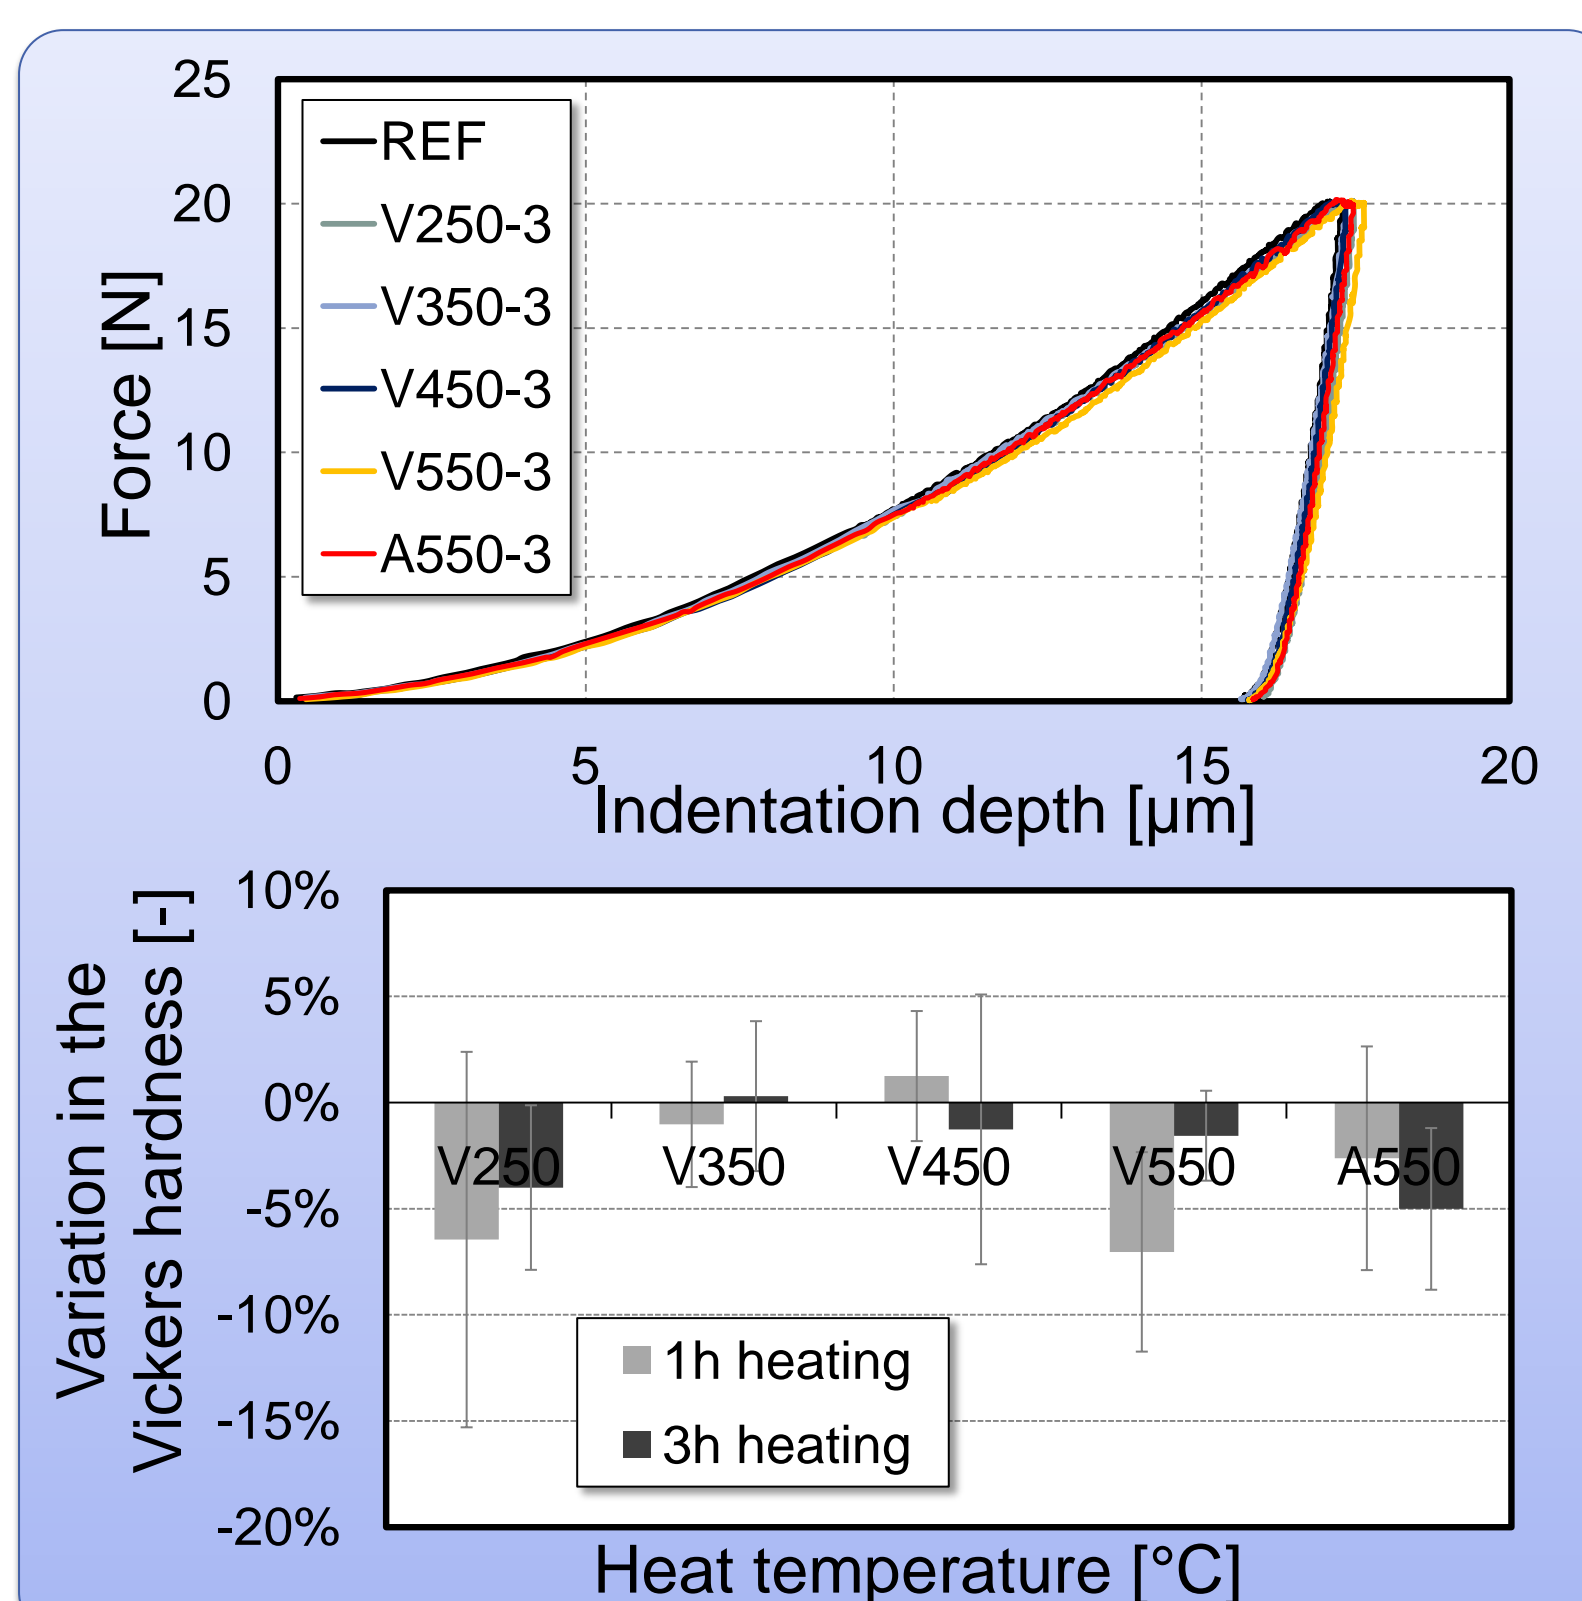 25
20
15
10
5
0
Force [N]
REF
V250-3
V350-3
V450-3
V550-3
A550-3
0 5 10 15 20
Indentation depth [µm]
10%
5%
0%
-5%
-10%
-15%
-20%
Variation in the
Vickers hardness [-]
V250 V350 V450 V550 A550
1h heating
3h heating
Heat temperature [°C]